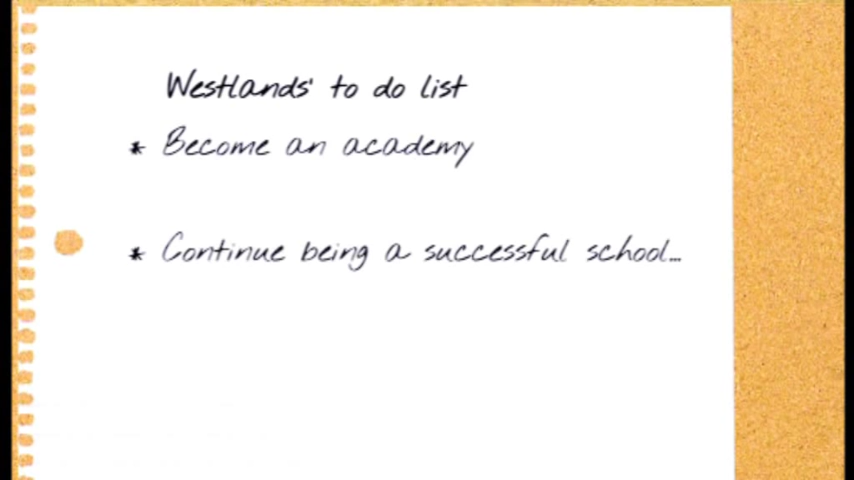 Westlands' to do list
* Become an academy
* Continue being a successful school...